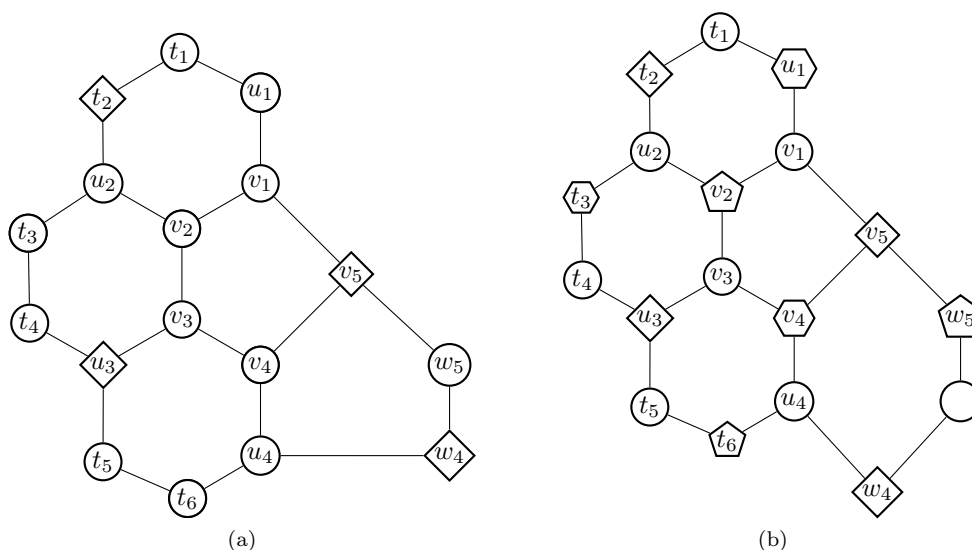 t₁
t₂
u₁
u₂
v₁
t₃
v₂
v₅
t₄
v₃
u₃
v₄
w₅
t₅
u₄
w₄
t₆
(a)
t₁
t₂
u₁
u₂
v₁
t₃
v₂
v₅
t₄
v₃
u₃
v₄
w₅
t₅
u₄
t₆
w₄
(b)